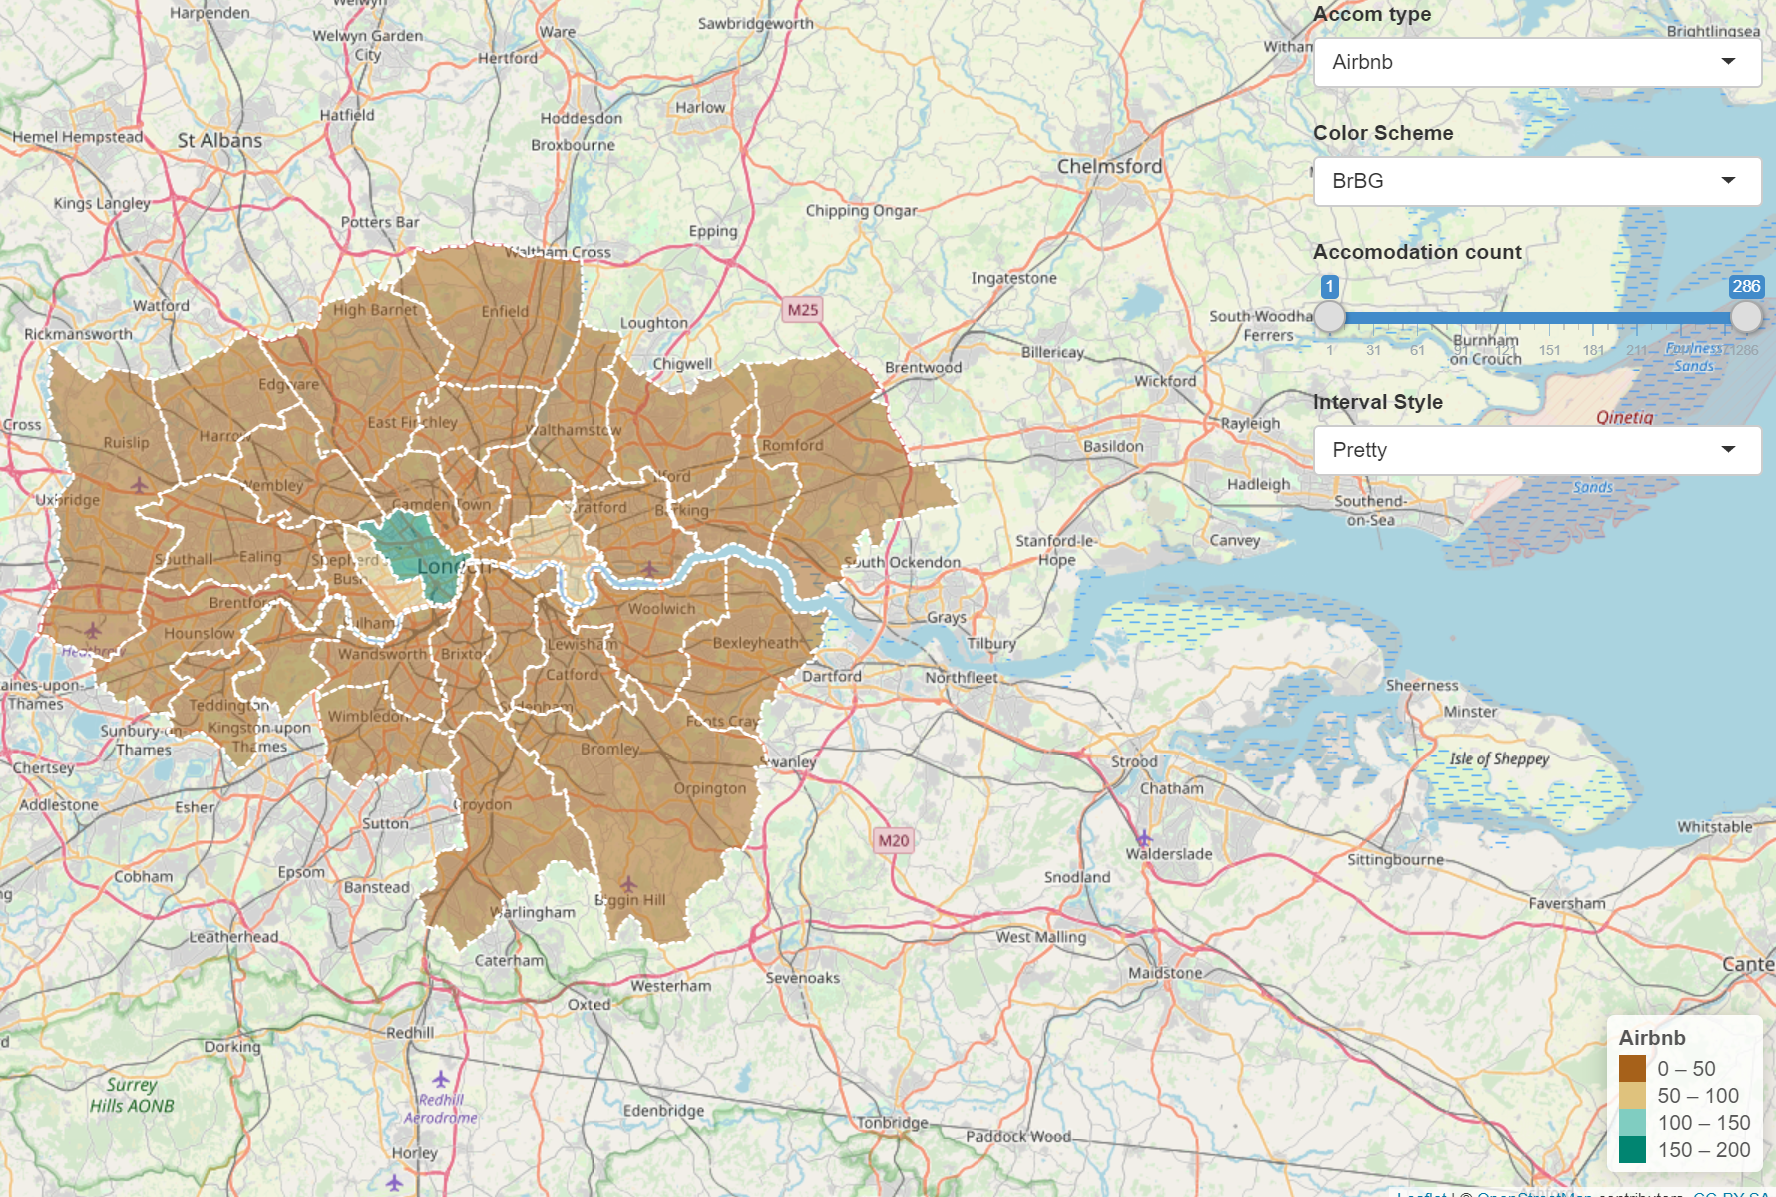 Harpenden
Welwyn
Sawbridgeworth
Accom type
Brightlingsea
Welwyn Garden
City
Ware
Hertford
Witham
Airbnb
Hatfield
Harlow
Hoddesdon
Hemel Hempstead
St Albans
Broxbourne
Color Scheme
Chelmsford
BrBG
Kings Langley
Potters Bar
Chipping Ongar
Epping
Waltham Cross
Accomodation count
Ingatestone
1
286
Watford
High Barnet
Enfield
M25
Loughton
South Woodha
Ferrers
Rickmansworth
Burnham
on Crouch
Foulness
Sands
1 31 61 91 121 151 181 211 286
Chigwell
Billericay
Brentwood
Wickford
Edgware
Interval Style
Cross
East Finchley
Walthamstow
Qinetiq
Rayleigh
Ruislip
Harrow
Romford
Basildon
Pretty
Wembley
Ilford
Hadleigh
Sands
Uxbridge
Camden Town
Stratford
Barking
Southend-
on-Sea
Stanford-le-
Hope
Canvey
Southall
Ealing
Shepherd
Bush
London
South Ockendon
Brentford
Woolwich
Grays
Hounslow
Fulham
Heathrow
Wandsworth
Brixton
Lewisham
Bexleyheath
Tilbury
Catford
Dartford
Northfleet
aines-upon-
Thames
Sheerness
Teddington
Wimbledon
Sydenham
Foots Cray
Minster
Sunbury-on-
Thames
Kingston upon
Thames
Bromley
Swanley
Strood
Isle of Sheppey
Chertsey
Orpington
Chatham
Addlestone
Esher
Croydon
Sutton
M20
Whitstable
Walderslade
Sittingbourne
Cobham
Epsom
Banstead
Snodland
ng
Biggin Hill
Warlingham
Faversham
Leatherhead
West Malling
Caterham
Sevenoaks
Maidstone
Cante
Westerham
Oxted
Redhill
Dorking
Airbnb
0 – 50
50 – 100
100 – 150
150 – 200
Surrey
Hills AONB
Redhill
Aerodrome
Edenbridge
Tonbridge
Paddock Wood
Horley
Leaflet | © OpenStreetMap contributors, CC-BY-SA